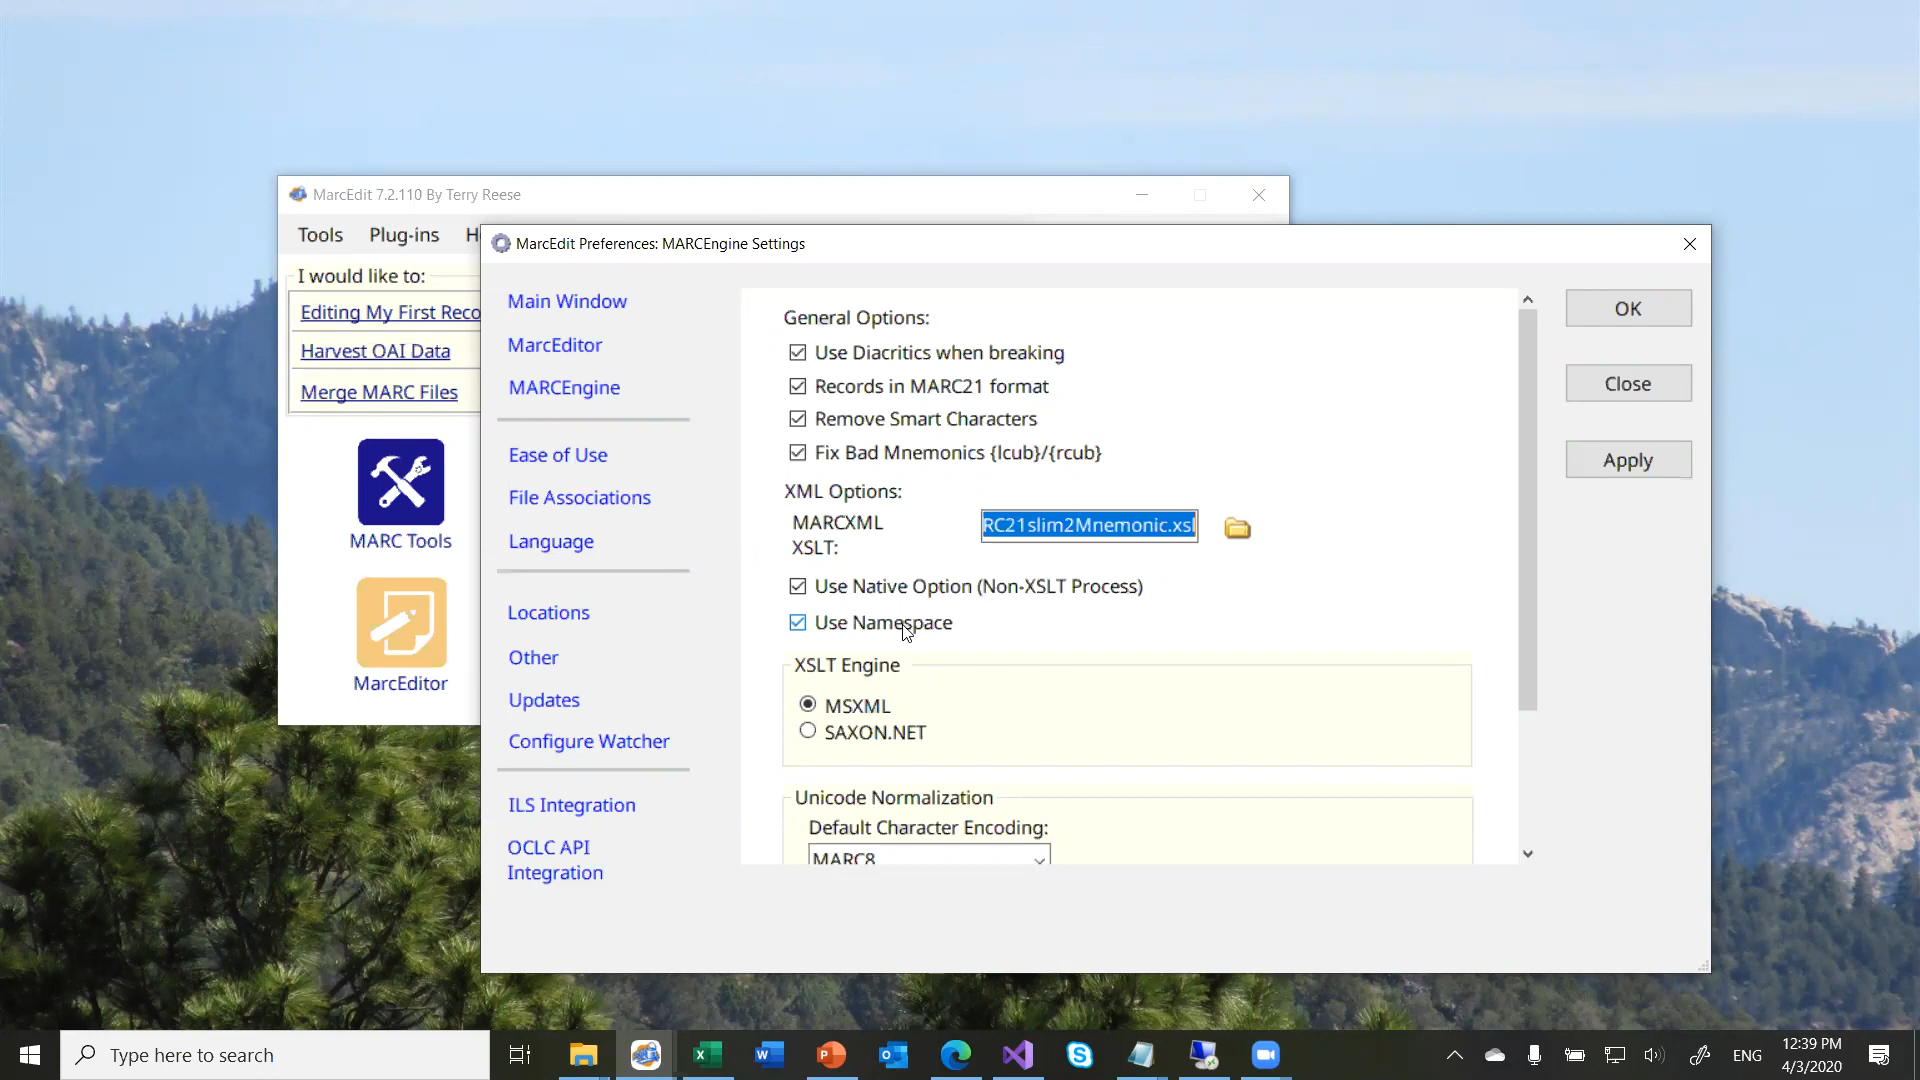 MarcEdit 7.2.110 By Terry Reese
Tools Plug-ins H
I would like to:
Editing My First Reco
Harvest OAI Data
Merge MARC Files
MARC Tools
MarcEditor
MarcEdit Preferences: MARCEngine Settings
Main Window
MarcEditor
MARCEngine
Ease of Use
File Associations
Language
Locations
Other
Updates
Configure Watcher
ILS Integration
OCLC API
Integration
General Options:
Use Diacritics when breaking
Records in MARC21 format
Remove Smart Characters
Fix Bad Mnemonics {lcub}/{rcub}
XML Options:
MARCXML
XSLT:
RC21slim2Mnemonic.xsl
Use Native Option (Non-XSLT Process)
Use Namespace
XSLT Engine
MSXML
SAXON.NET
Unicode Normalization
Default Character Encoding:
MARC8
OK
Close
Apply
Type here to search
ENG
12:39 PM
4/3/2020